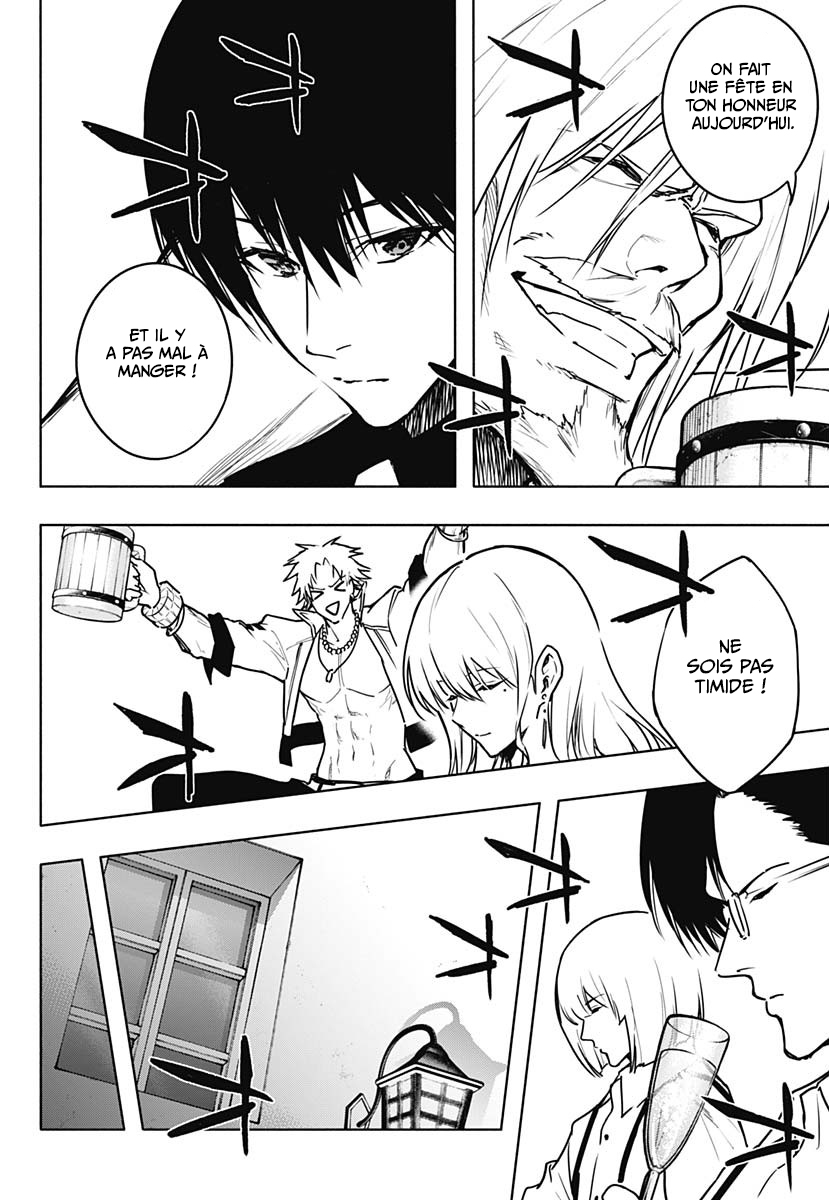 ON FAIT
UNE FÊTE EN
TON HONNEUR
AUJOURD'HUI.
ET IL Y
A PAS MAL À
MANGER !
NE
SOIS PAS
TIMIDE !